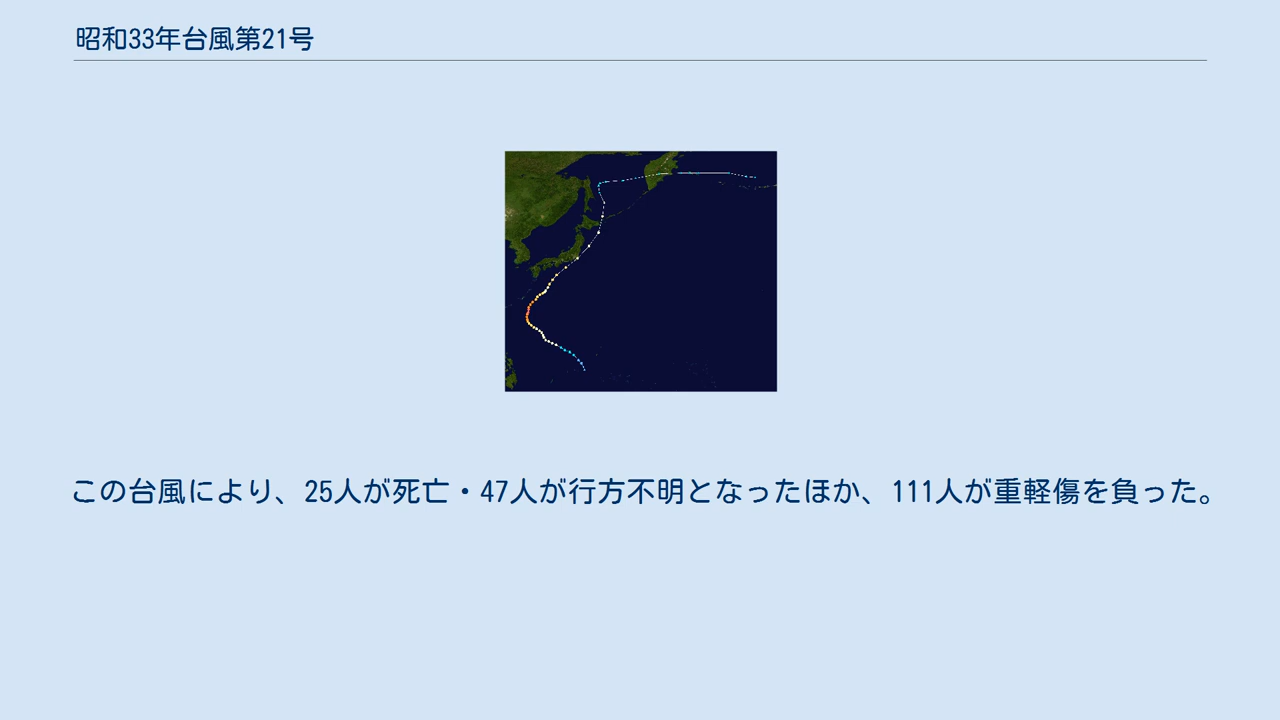 昭和33年台風第21号
この台風により、25人が死亡・47人が行方不明となったほか、111人が重軽傷を負った。